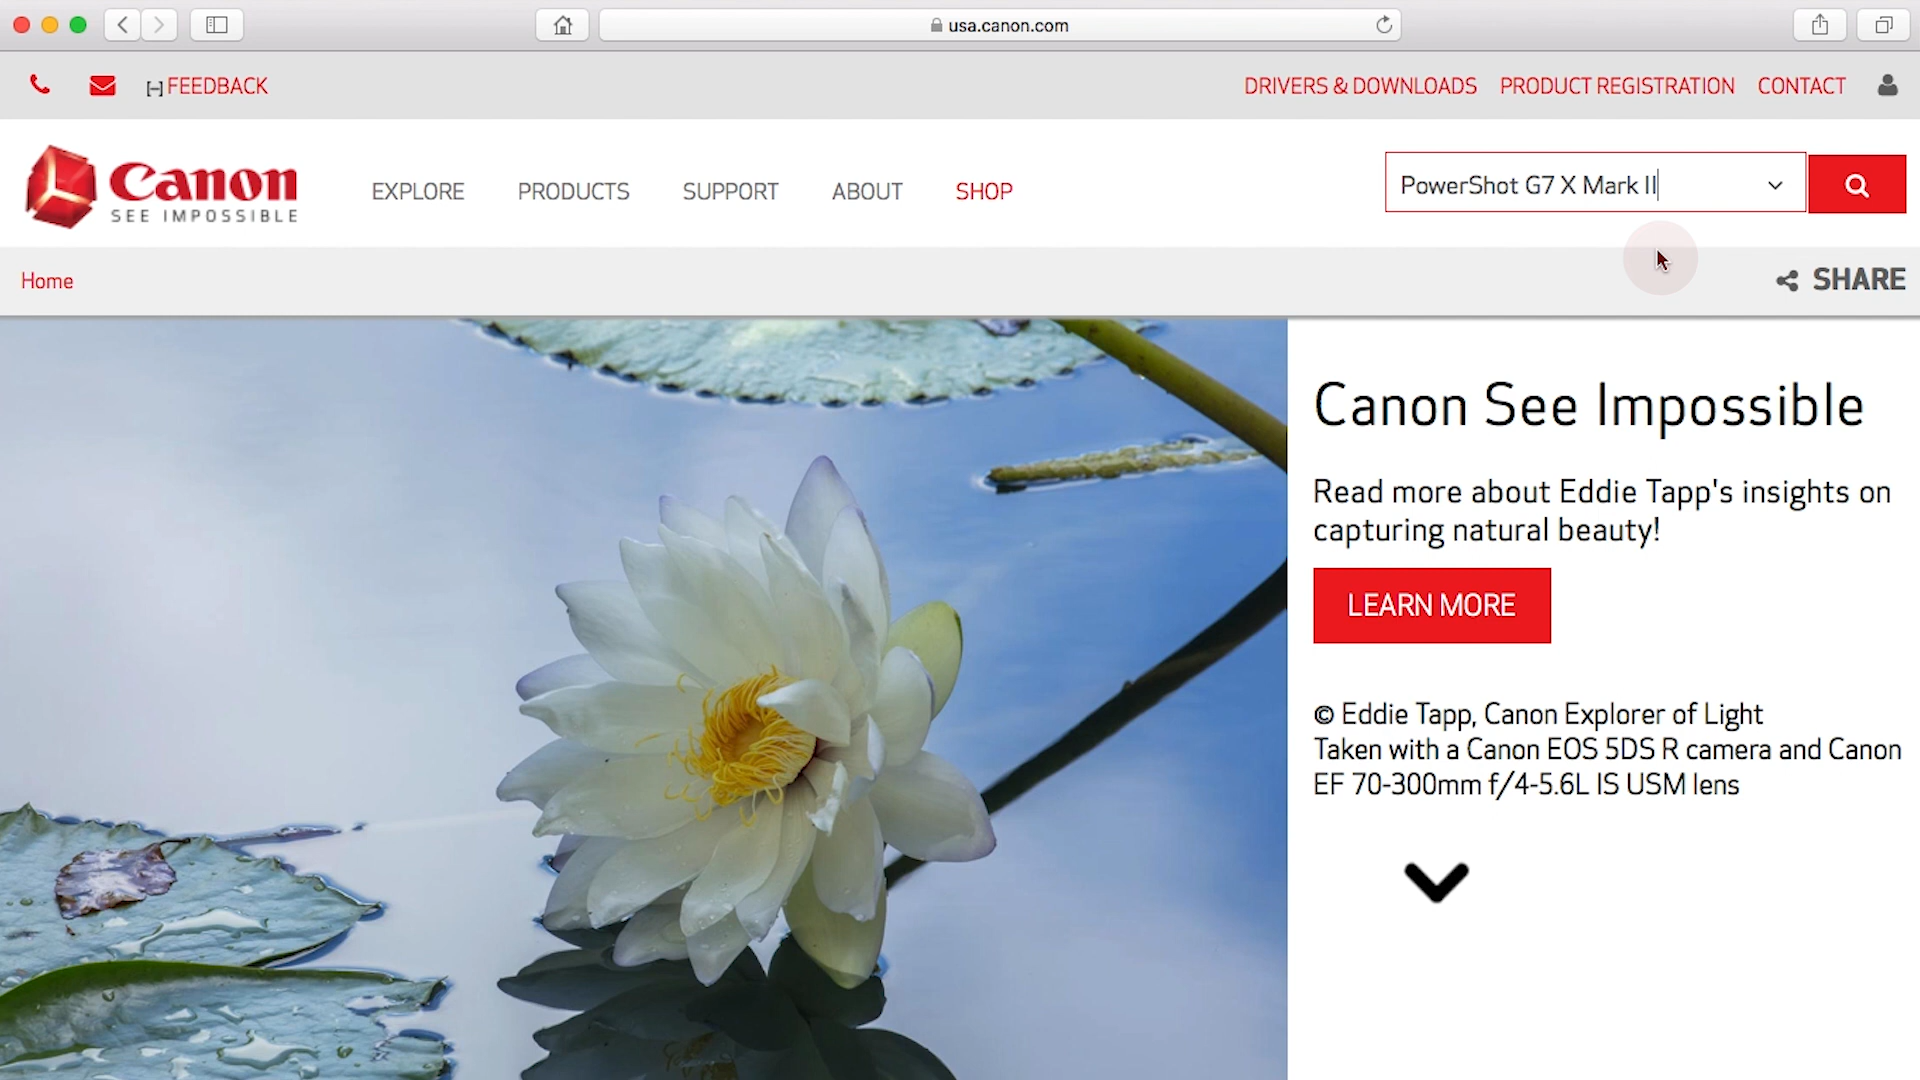 usa.canon.com
[-] FEEDBACK
DRIVERS & DOWNLOADS PRODUCT REGISTRATION CONTACT
Canon
SEE IMPOSSIBLE
EXPLORE PRODUCTS SUPPORT ABOUT SHOP
PowerShot G7 X Mark II
Home
SHARE
Canon See Impossible
Read more about Eddie Tapp's insights on
capturing natural beauty!
LEARN MORE
© Eddie Tapp, Canon Explorer of Light
Taken with a Canon EOS 5DS R camera and Canon
EF 70-300mm f/4-5.6L IS USM lens